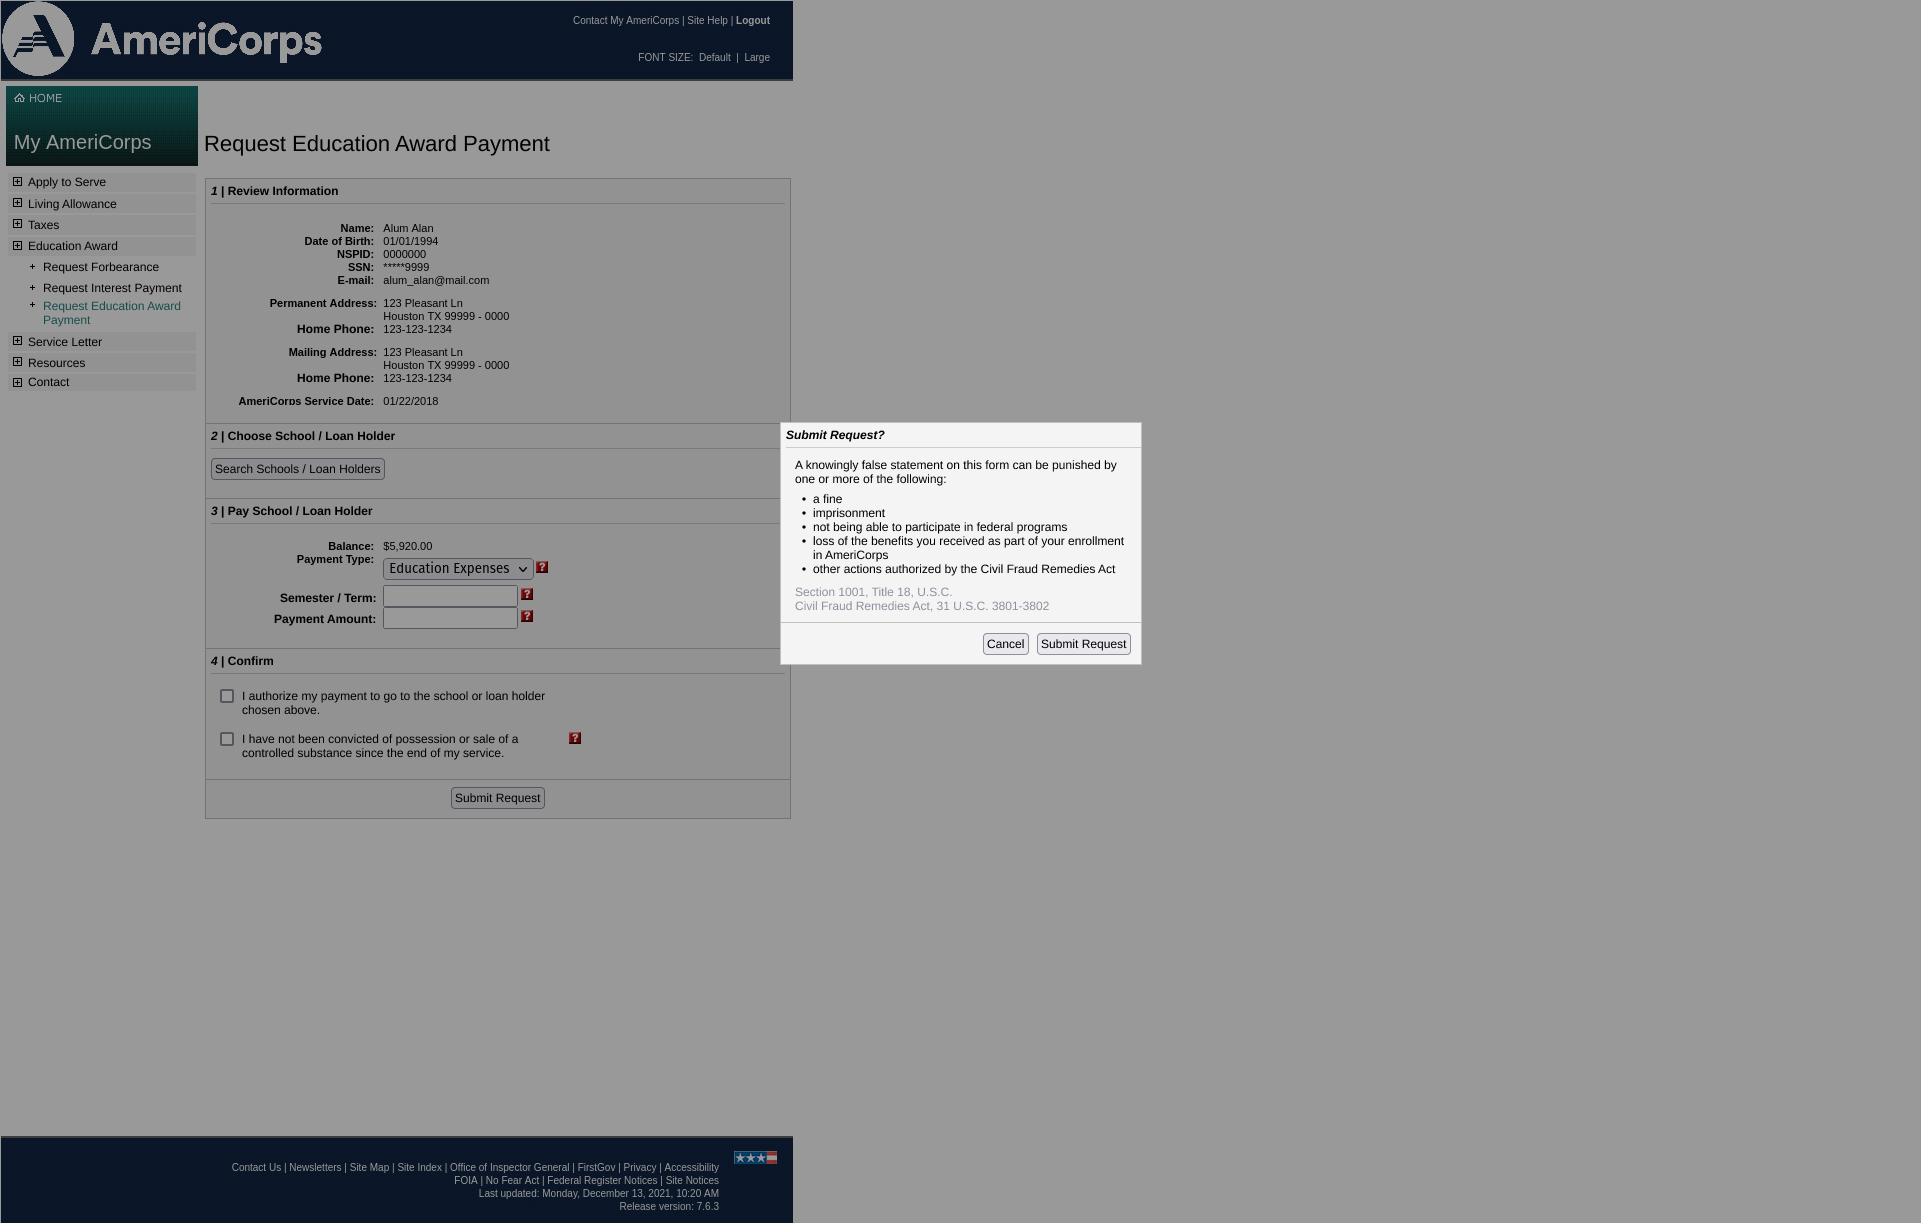 AmeriCorps
Contact My AmeriCorps | Site Help | Logout
FONT SIZE: Default | Large
HOME
My AmeriCorps
Apply to Serve
Living Allowance
Taxes
Education Award
Request Forbearance
Request Interest Payment
Request Education Award
Payment
Service Letter
Resources
Contact
Request Education Award Payment
1 | Review Information
Name: Alum Alan
Date of Birth: 01/01/1994
NSPID: 0000000
SSN: *****9999
E-mail: alum_alan@mail.com
Permanent Address: 123 Pleasant Ln
Houston TX 99999 - 0000
Home Phone: 123-123-1234
Mailing Address: 123 Pleasant Ln
Houston TX 99999 - 0000
Home Phone: 123-123-1234
AmeriCorps Service Date: 01/22/2018
2 | Choose School / Loan Holder
Search Schools / Loan Holders
3 | Pay School / Loan Holder
Balance: $5,920.00
Payment Type: Education Expenses ?
Semester / Term: ?
Payment Amount: ?
4 | Confirm
I authorize my payment to go to the school or loan holder
chosen above.
I have not been convicted of possession or sale of a ?
controlled substance since the end of my service.
Submit Request
Submit Request?
A knowingly false statement on this form can be punished by
one or more of the following:
• a fine
• imprisonment
• not being able to participate in federal programs
• loss of the benefits you received as part of your enrollment
in AmeriCorps
• other actions authorized by the Civil Fraud Remedies Act
Section 1001, Title 18, U.S.C.
Civil Fraud Remedies Act, 31 U.S.C. 3801-3802
Cancel Submit Request
Contact Us | Newsletters | Site Map | Site Index | Office of Inspector General | FirstGov | Privacy | Accessibility
FOIA | No Fear Act | Federal Register Notices | Site Notices
Last updated: Monday, December 13, 2021, 10:20 AM
Release version: 7.6.3